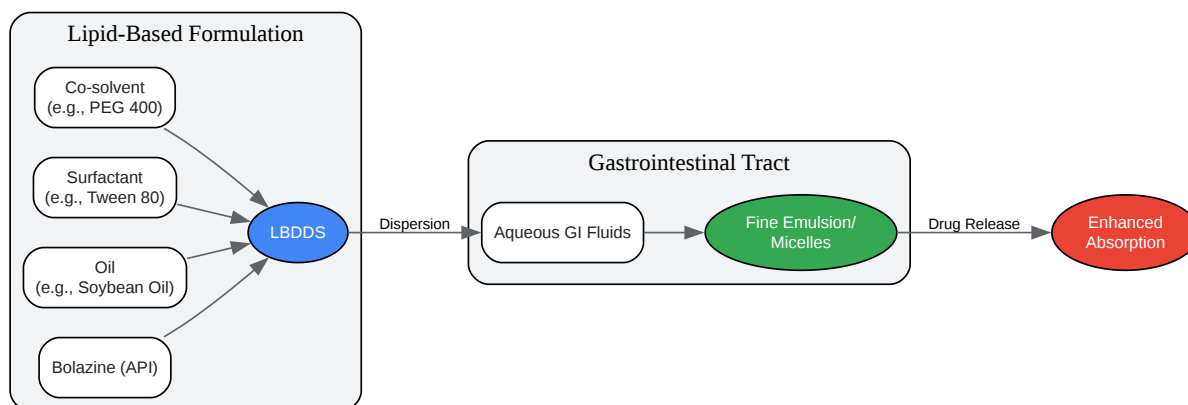 Lipid-Based Formulation
Co-solvent
(e.g., PEG 400)
Surfactant
(e.g., Tween 80)
Oil
(e.g., Soybean Oil)
Bolazine (API)
LBDDS
Dispersion
Gastrointestinal Tract
Aqueous GI Fluids
Fine Emulsion/
Micelles
Drug Release
Enhanced
Absorption